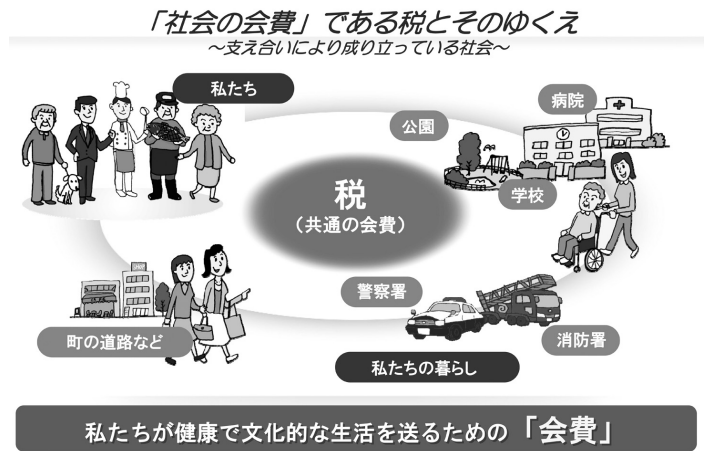 「社会の会費」である税とそのゆくえ
～支え合いにより成り立っている社会～
私たち
病院
公園
学校
税
（共通の会費）
警察署
消防署
町の道路など
私たちの暮らし
私たちが健康で文化的な生活を送るための「会費」